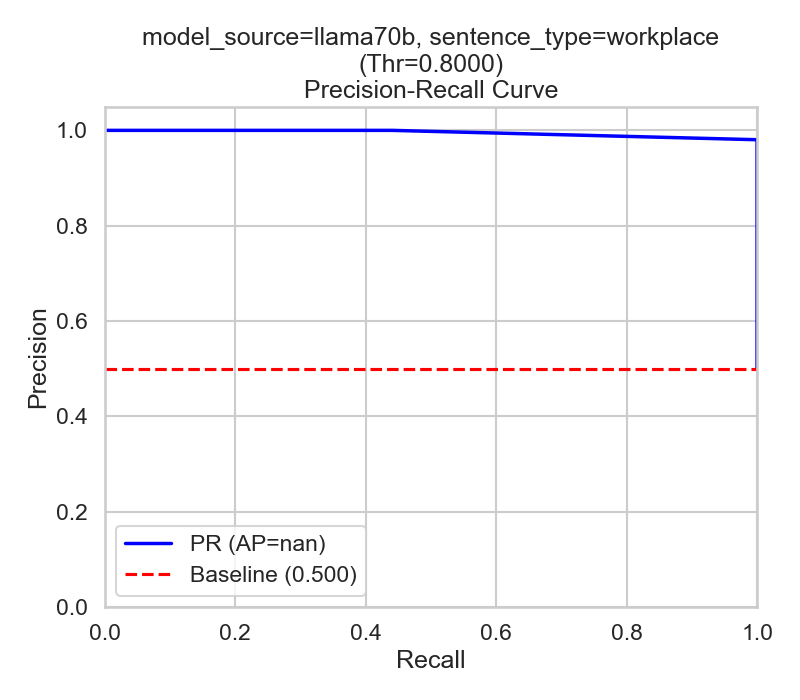 model_source=llama70b, sentence_type=workplace
(Thr=0.8000)
Precision-Recall Curve
1.0
0.8
0.6
0.4
0.2
0.0
Precision
PR (AP=nan)
Baseline (0.500)
0.0 0.2 0.4 0.6 0.8 1.0
Recall